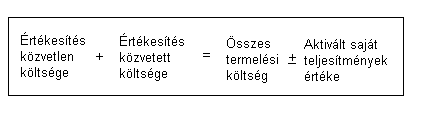 Értékesítés
közvetlen
költsége
+
Értékesítés
közvetett
költsége
=
Összes
termelési
költség
±
Aktivált saját
teljesítmények
értéke